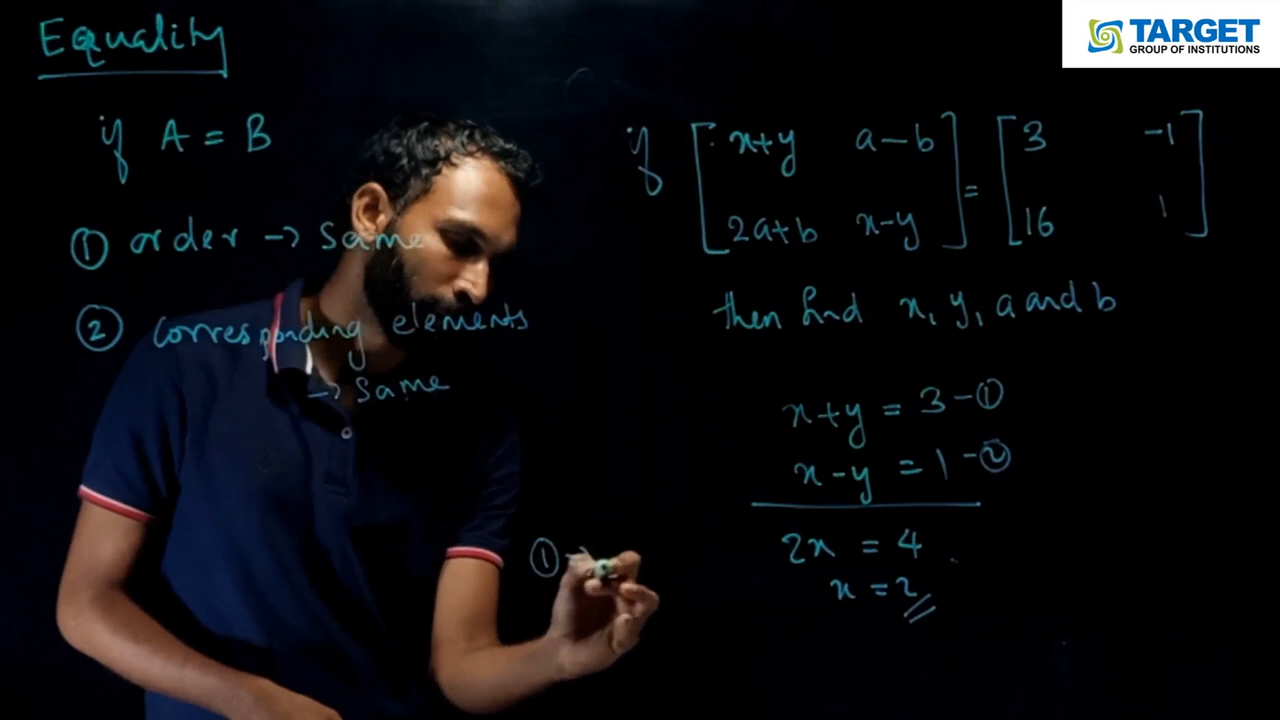 TARGET
GROUP OF INSTITUTIONS
Equality
if A = B
① order → same
② corresponding elements
→ same
if [x+y a-b
2a+b x-y] = [3 -1
16 1]
then find x, y, a and b
x+y = 3 - ①
x-y = 1 - ②
2x = 4
x = 2
① →